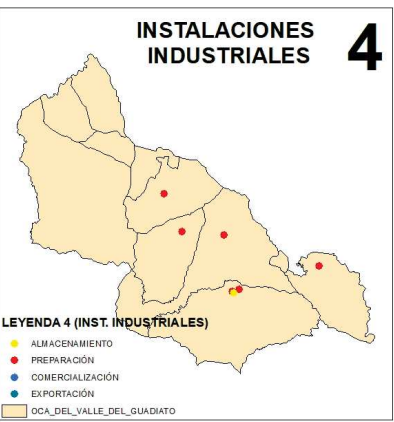 INSTALACIONES
INDUSTRIALES
4
LEYENDA 4 (INST. INDUSTRIALES)
ALMACENAMIENTO
PREPARACIÓN
COMERCIALIZACIÓN
EXPORTACIÓN
OCA_DEL_VALLE_DEL_GUADIATO